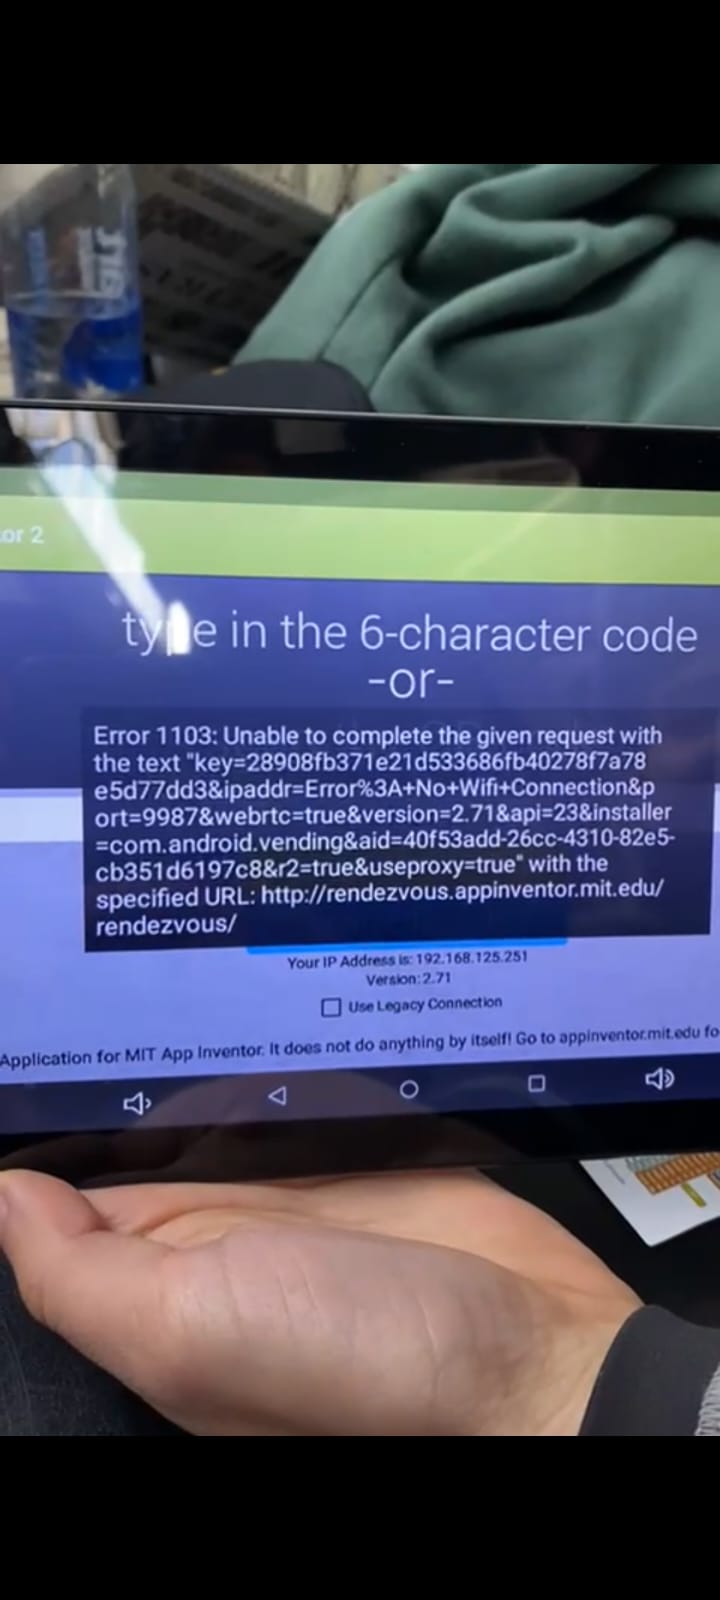 or 2
type in the 6-character code
-or-
Error 1103: Unable to complete the given request with
the text "key=28908fb371e21d533686fb40278f7a78
e5d77dd3&ipaddr=Error%3A+No+Wifi+Connection&p
ort=9987&webrtc=true&version=2.71&api=23&installer
=com.android.vending&aid=40f53add-26cc-4310-82e5-
cb351d6197c8&r2=true&useproxy=true" with the
specified URL: http://rendezvous.appinventor.mit.edu/
rendezvous/
Your IP Address is: 192.168.125.251
Version: 2.71
Use Legacy Connection
Application for MIT App Inventor. It does not do anything by itself! Go to appinventor.mit.edu fo